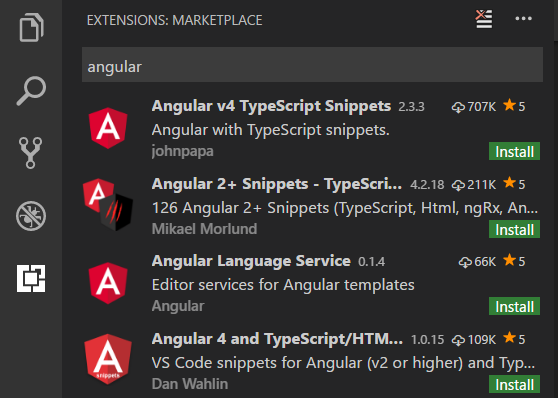 EXTENSIONS: MARKETPLACE
angular
Angular v4 TypeScript Snippets 2.3.3 707K 5
Angular with TypeScript snippets.
johnpapa Install
Angular 2+ Snippets - TypeScri... 4.2.18 211K 5
126 Angular 2+ Snippets (TypeScript, Html, ngRx, An...
Mikael Morlund Install
Angular Language Service 0.1.4 66K 5
Editor services for Angular templates
Angular Install
Angular 4 and TypeScript/HTM... 1.0.15 109K 5
VS Code snippets for Angular (v2 or higher) and Typ...
Dan Wahlin Install